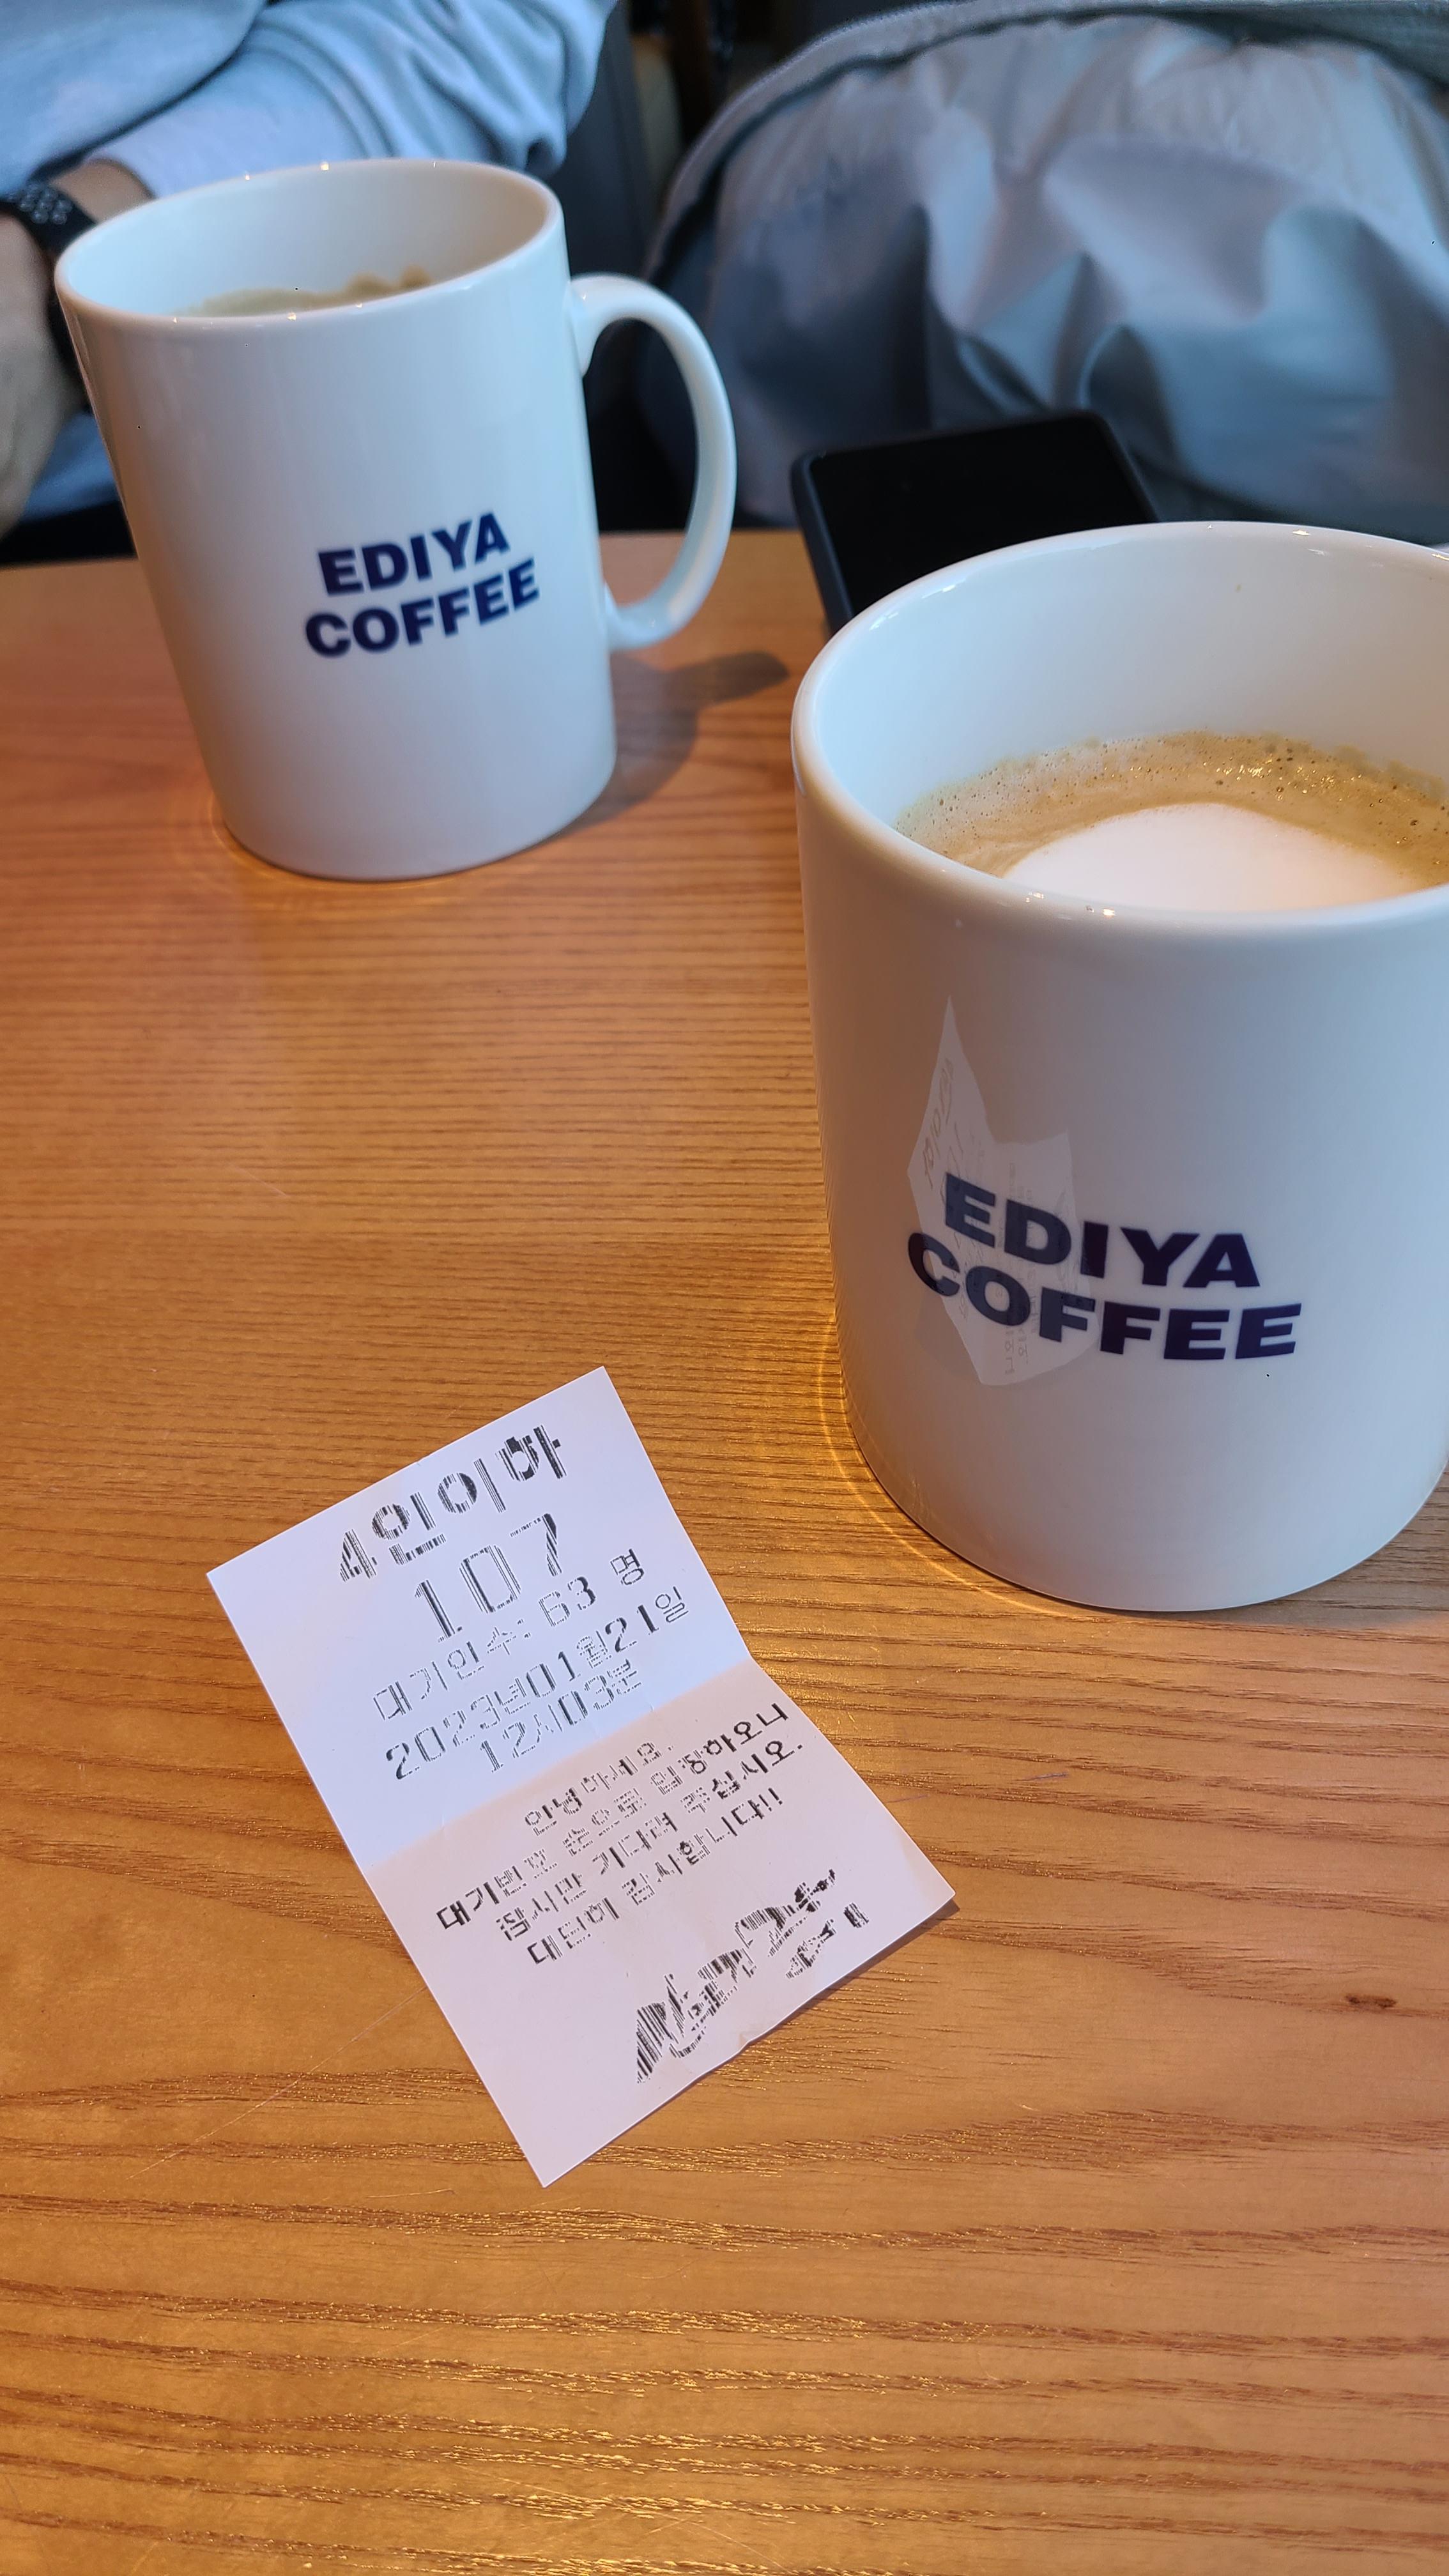 EDIYA
COFFEE
EDIYA
COFFEE
4인이하
107
대기인수: 63 명
2023년01월21일
12시03분
안녕하세요.
대기번호 순으로 입장하오니
잠시만 기다려 주십시오.
대단히 감사합니다!!